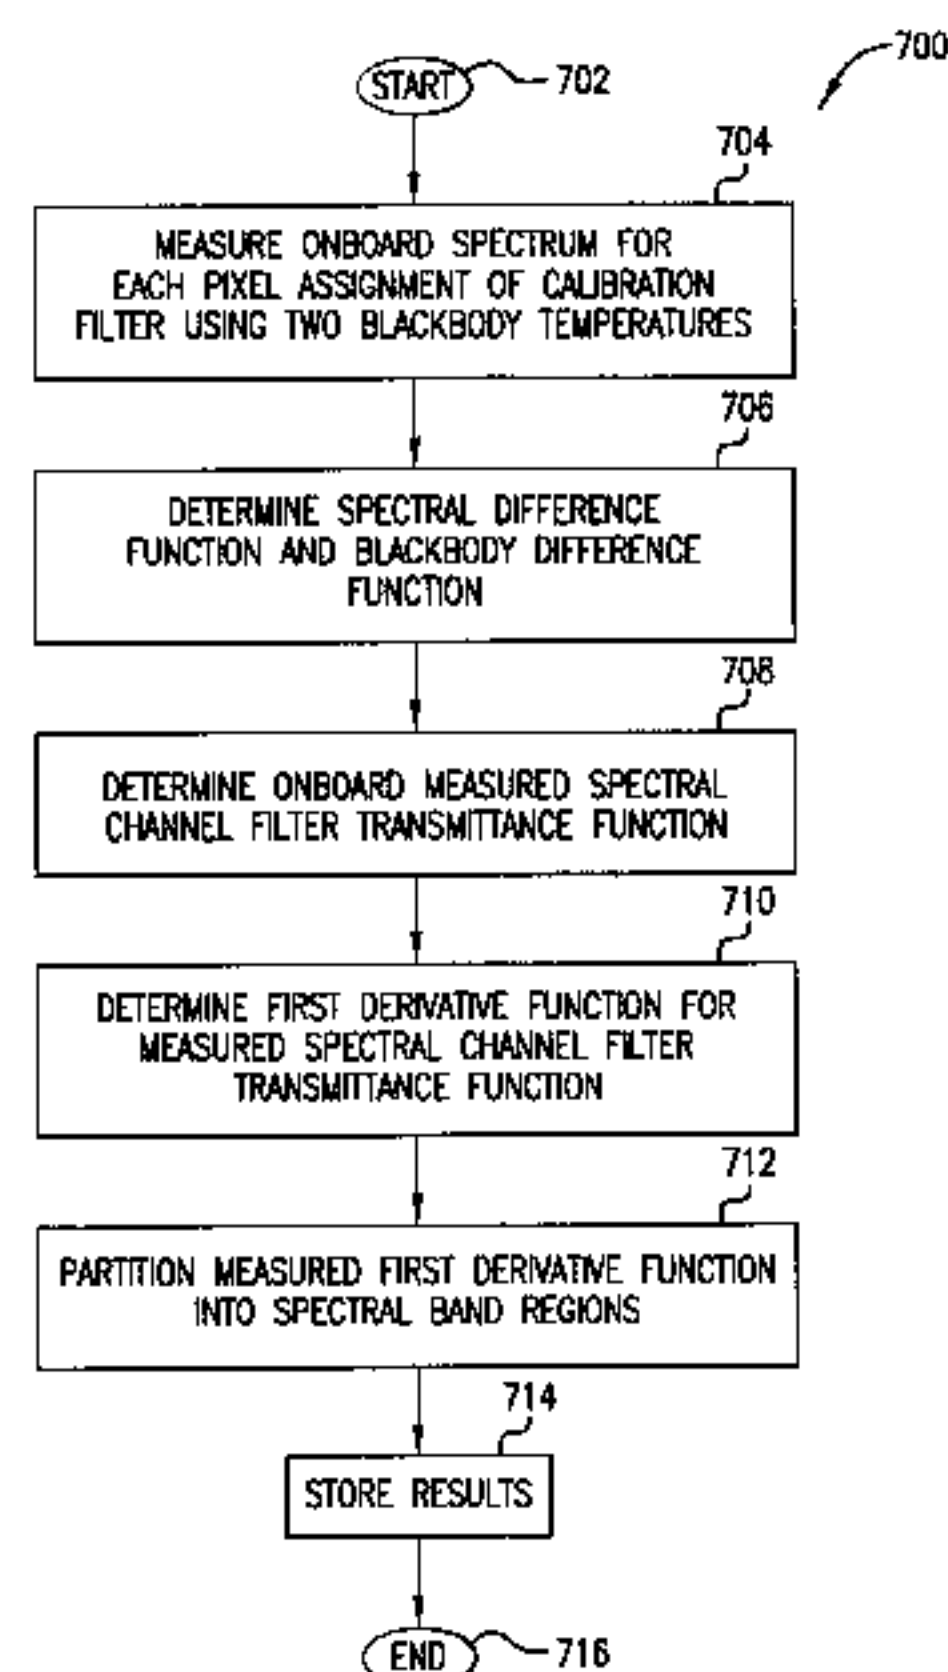 700
START 702
704
MEASURE ONBOARD SPECTRUM FOR
EACH PIXEL ASSIGNMENT OF CALIBRATION
FILTER USING TWO BLACKBODY TEMPERATURES
706
DETERMINE SPECTRAL DIFFERENCE
FUNCTION AND BLACKBODY DIFFERENCE
FUNCTION
708
DETERMINE ONBOARD MEASURED SPECTRAL
CHANNEL FILTER TRANSMITTANCE FUNCTION
710
DETERMINE FIRST DERIVATIVE FUNCTION FOR
MEASURED SPECTRAL CHANNEL FILTER
TRANSMITTANCE FUNCTION
712
PARTITION MEASURED FIRST DERIVATIVE FUNCTION
INTO SPECTRAL BAND REGIONS
714
STORE RESULTS
END 716